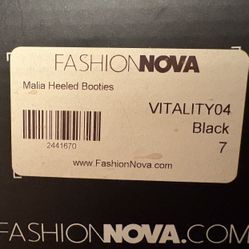 FASHIONNOVA
Malia Heeled Booties
VITALITY04
Black
7
2441670
www.FashionNova.com
FASHIONNOVA.COM